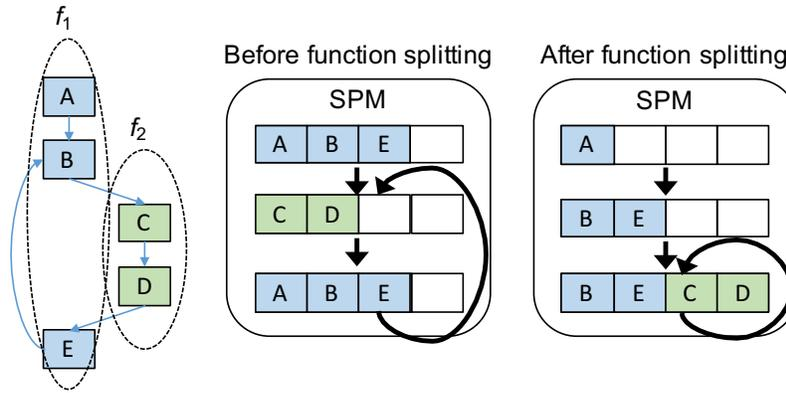 f1
A
B
f2
C
D
E
Before function splitting
SPM
A B E
C D
A B E
After function splitting
SPM
A
B E
B E C D